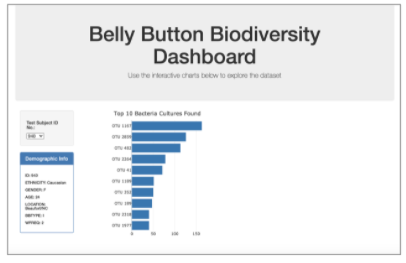 Belly Button Biodiversity
Dashboard
Use the interactive charts below to explore the dataset
Test Subject ID
No.:
940
Demographic Info
ID: 940
ETHNICITY: Caucasian
GENDER: F
AGE: 24
LOCATION:
Beaufort/NC
BBTYPE: I
WFREQ: 2
Top 10 Bacteria Cultures Found
OTU 1167
OTU 2859
OTU 482
OTU 2264
OTU 41
OTU 1189
OTU 352
OTU 189
OTU 2318
OTU 1977
0
50
100
150